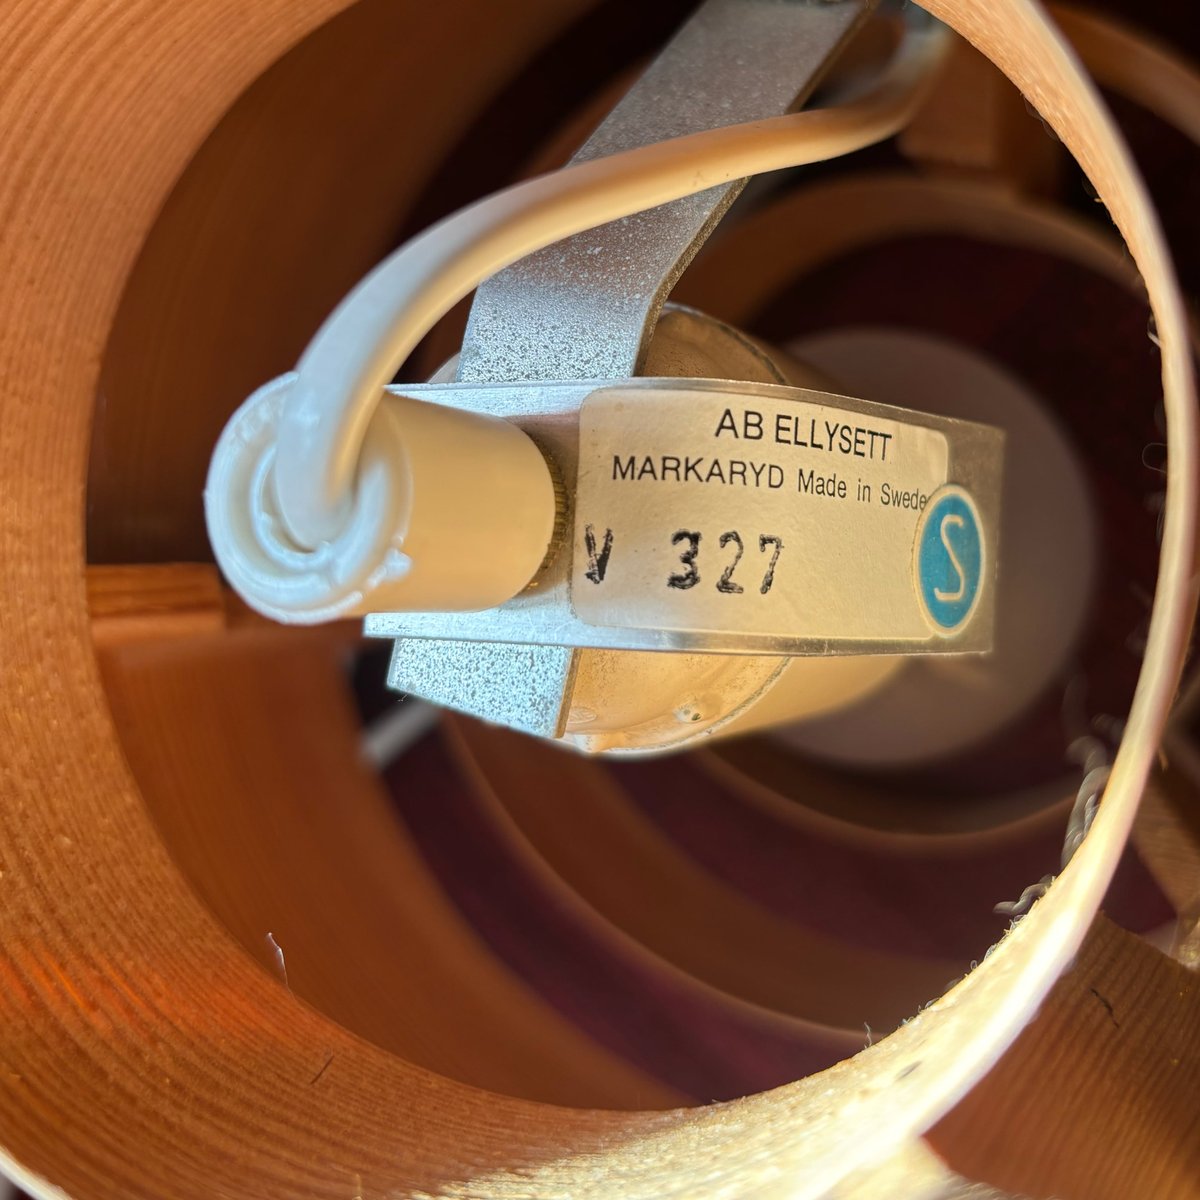 AB ELLYSETT
MARKARYD Made in Swede
V 327
S